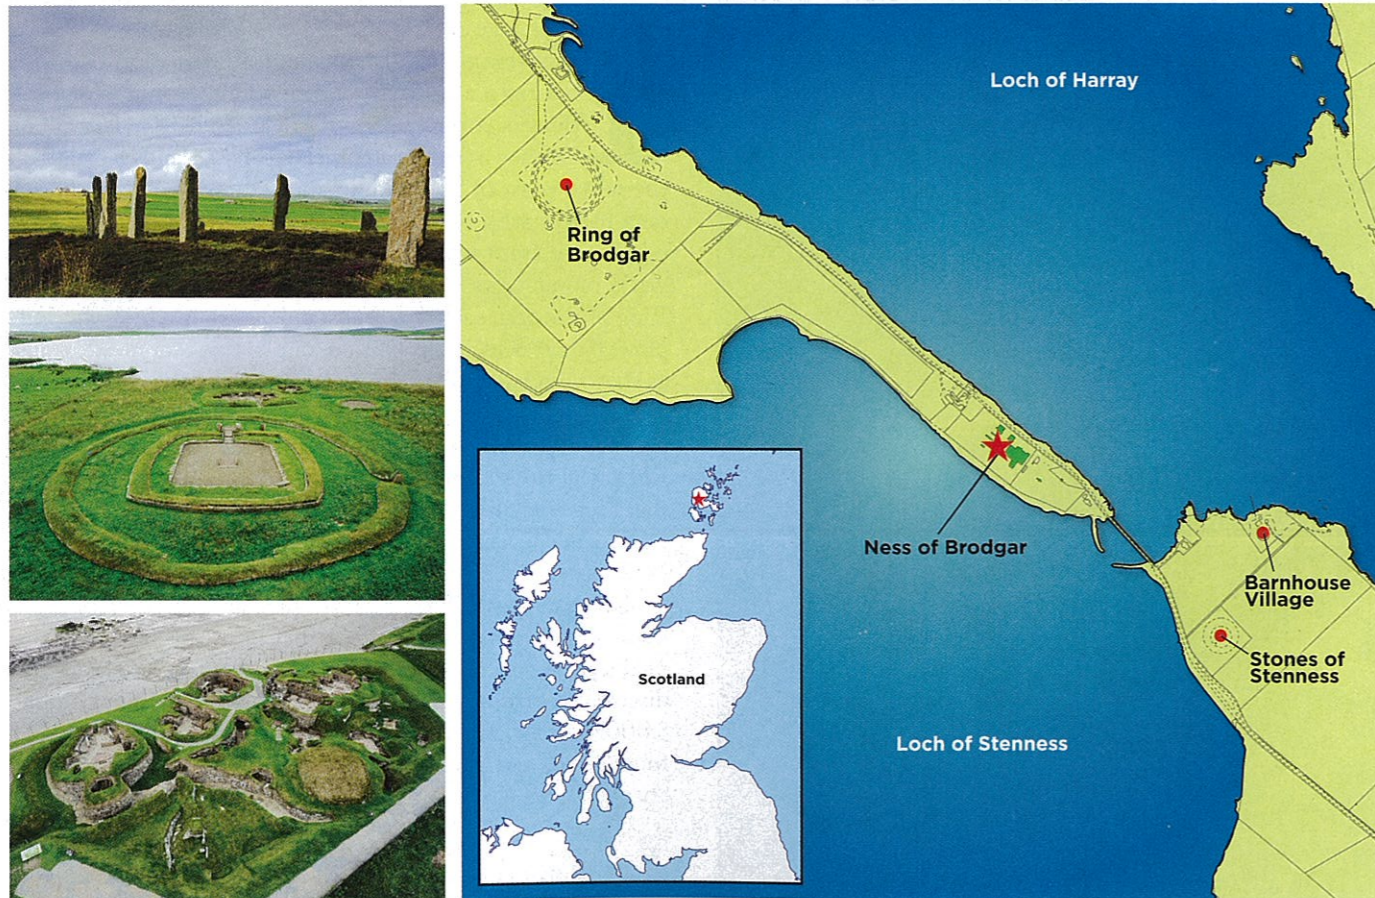 Loch of Harray
Ring of
Brodgar
Ness of Brodgar
Barnhouse
Village
Stones of
Stenness
Scotland
Loch of Stenness